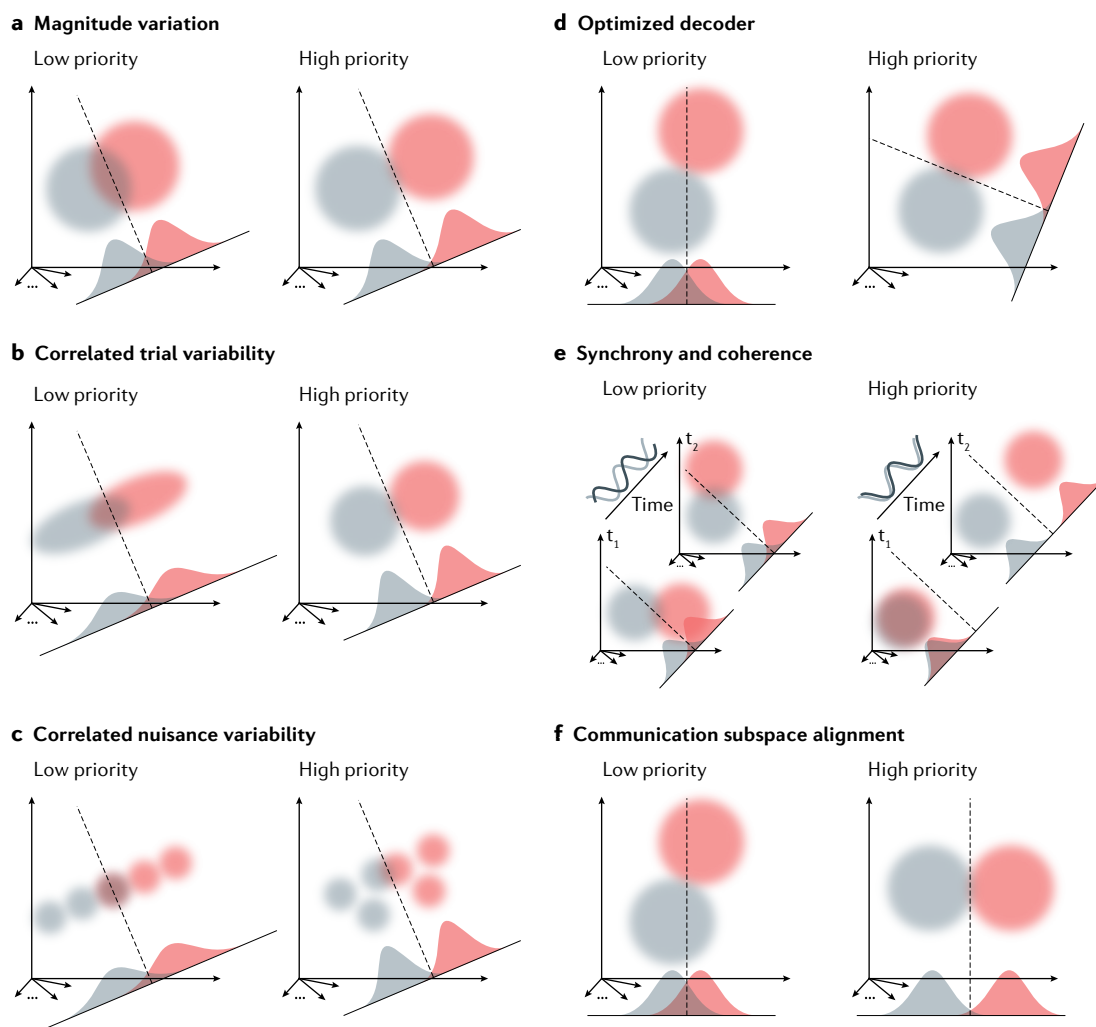 a Magnitude variation
Low priority
High priority
...
...
b Correlated trial variability
Low priority
High priority
...
...
c Correlated nuisance variability
Low priority
High priority
...
...
d Optimized decoder
Low priority
High priority
...
...
e Synchrony and coherence
Low priority
High priority
t2
Time
t1
...
...
t2
Time
t1
...
...
f Communication subspace alignment
Low priority
High priority
...
...